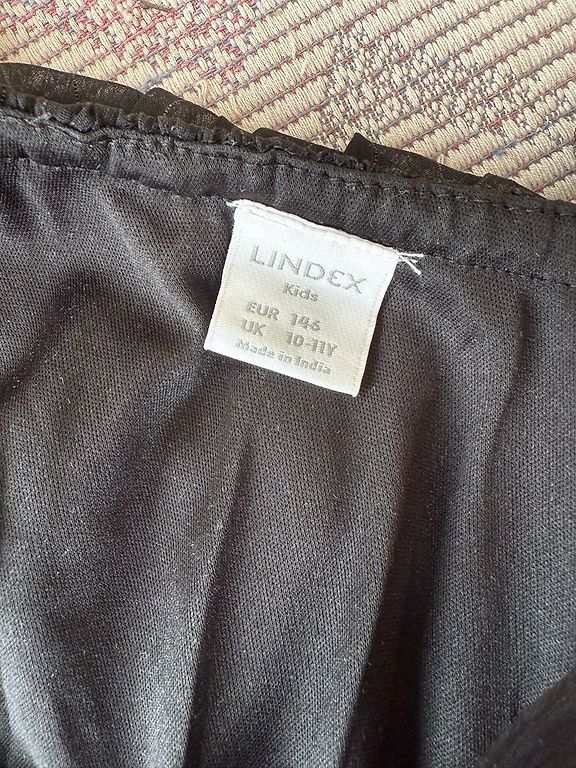 LINDEX
Kids
EUR 146
UK 10-11Y
Made in India